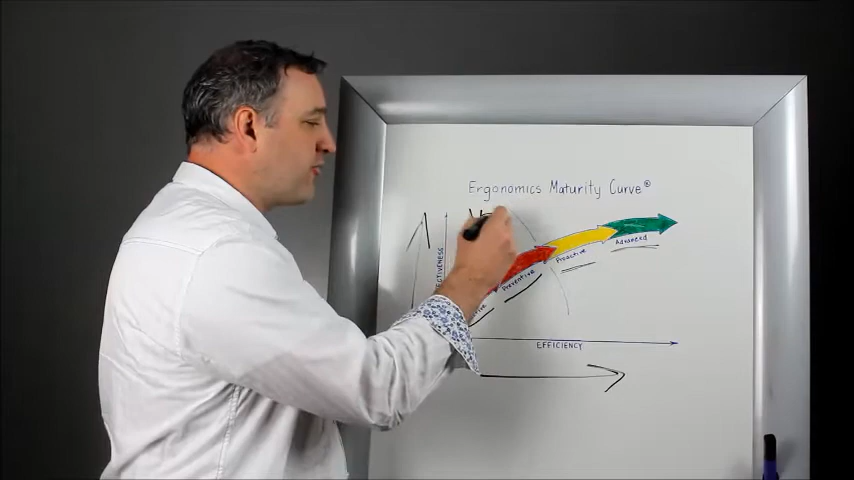 Ergonomics Maturity Curve®
Advanced
Proactive
Preventive
EFFICIENCY